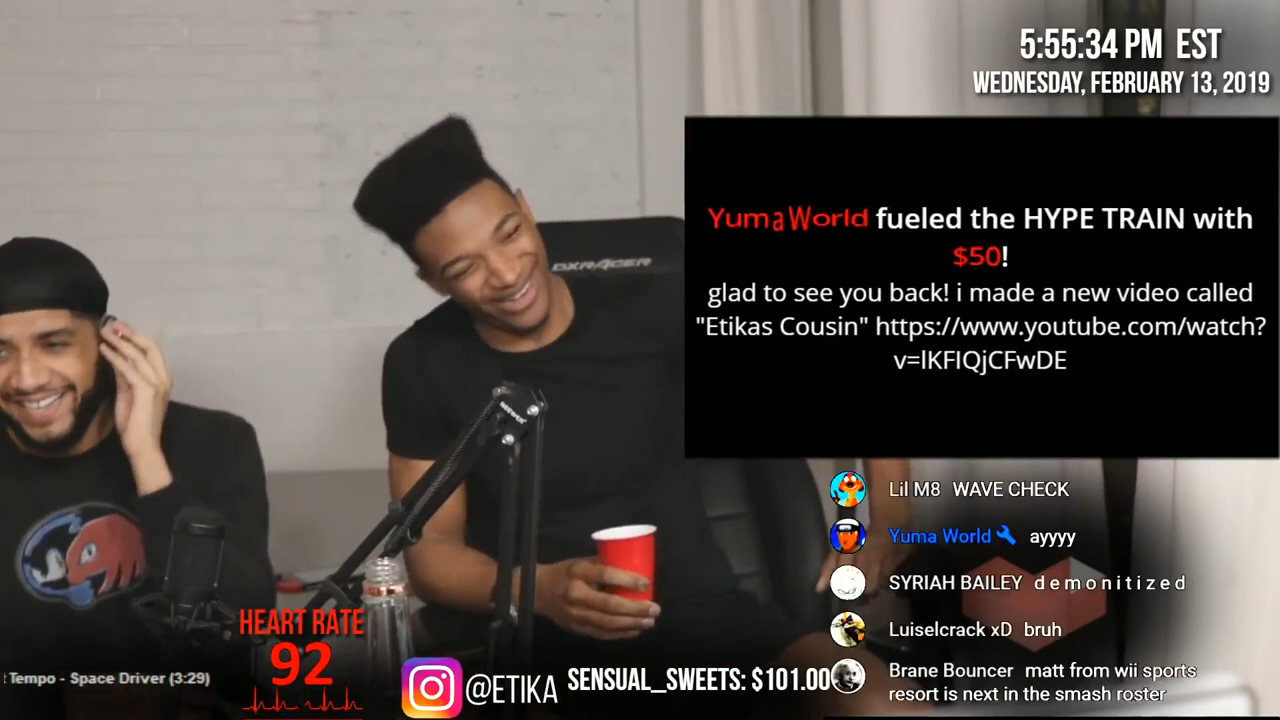 5:55:34 PM EST
WEDNESDAY, FEBRUARY 13, 2019
DXRACER
YumaWorld fueled the HYPE TRAIN with
$50!
glad to see you back! i made a new video called
"Etikas Cousin" https://www.youtube.com/watch?
v=lKFIQjCFwDE
NEEWER
Lil M8 WAVE CHECK
Yuma World ayyyy
SYRIAH BAILEY d e m o n i t i z e d
Luiselcrack xD bruh
Brane Bouncer matt from wii sports
resort is next in the smash roster
HEART RATE
92
: Tempo - Space Driver (3:29)
@ETIKA
SENSUAL_SWEETS: $101.00